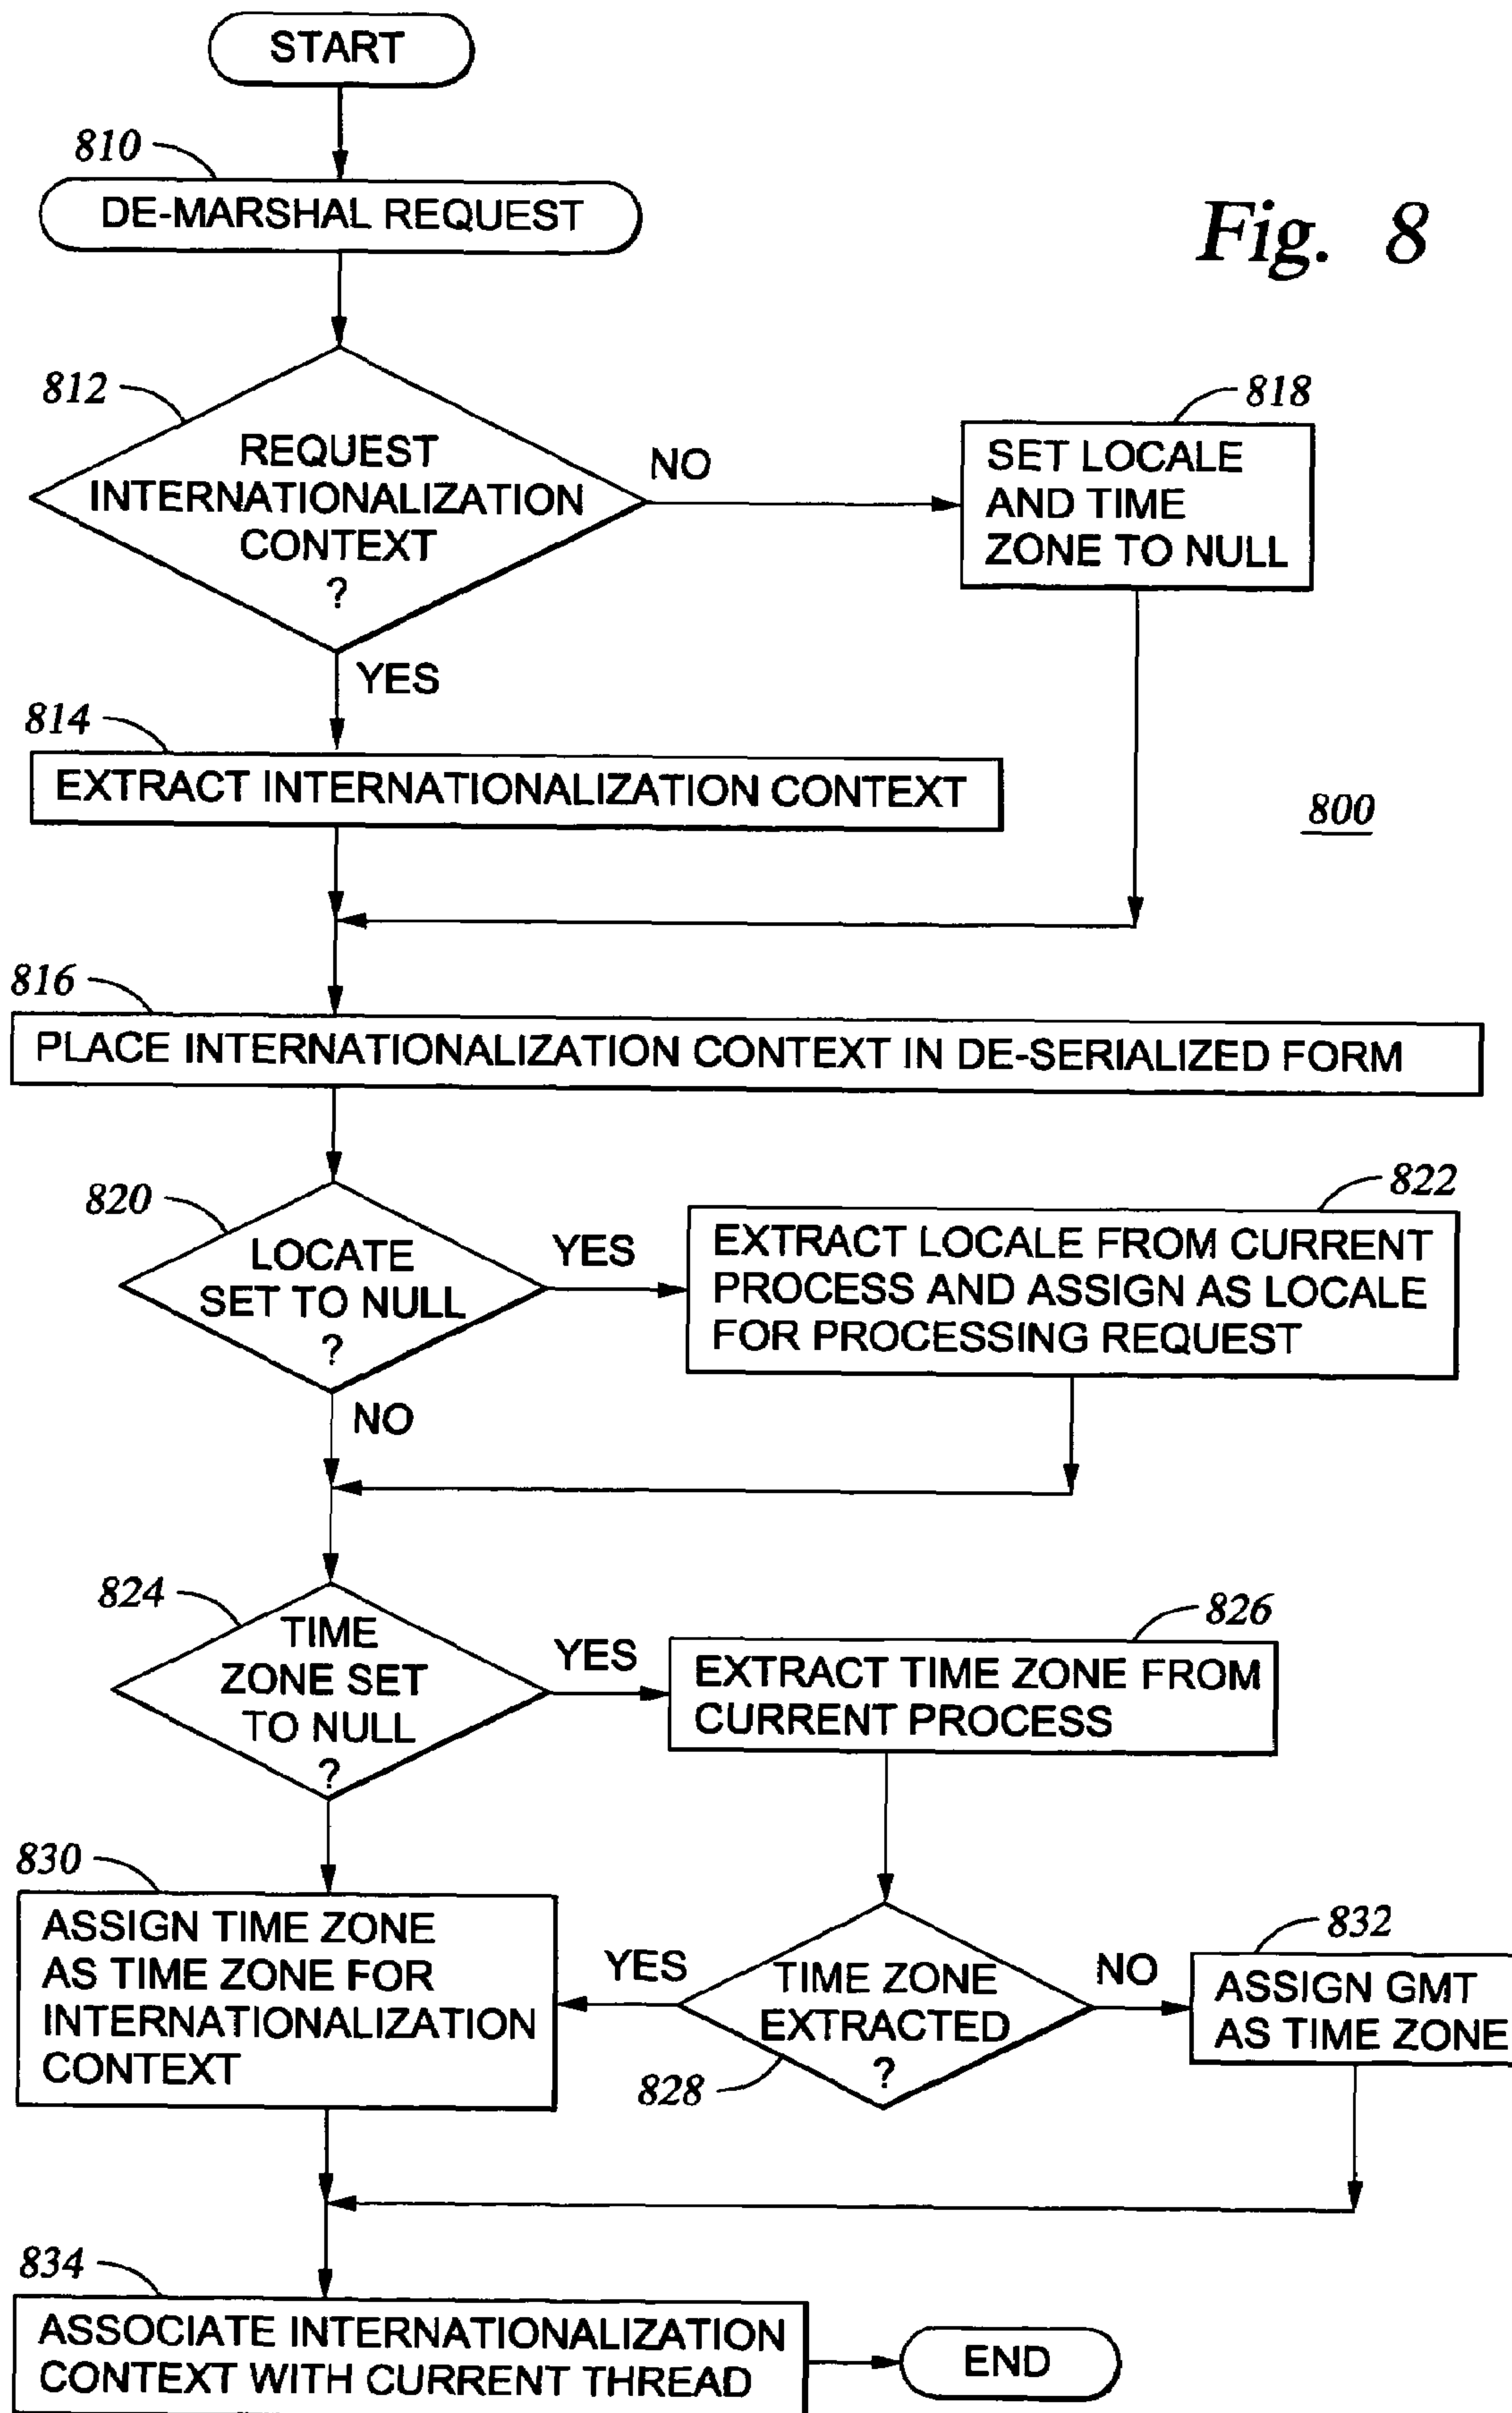 START
810
DE-MARSHAL REQUEST
Fig. 8
812
REQUEST
INTERNATIONALIZATION
CONTEXT
?
NO
818
SET LOCALE
AND TIME
ZONE TO NULL
YES
814
EXTRACT INTERNATIONALIZATION CONTEXT
800
816
PLACE INTERNATIONALIZATION CONTEXT IN DE-SERIALIZED FORM
820
LOCATE
SET TO NULL
?
YES
822
EXTRACT LOCALE FROM CURRENT
PROCESS AND ASSIGN AS LOCALE
FOR PROCESSING REQUEST
NO
824
TIME
ZONE SET
TO NULL
?
YES
826
EXTRACT TIME ZONE FROM
CURRENT PROCESS
830
ASSIGN TIME ZONE
AS TIME ZONE FOR
INTERNATIONALIZATION
CONTEXT
YES
TIME ZONE
EXTRACTED
?
828
NO
832
ASSIGN GMT
AS TIME ZONE
834
ASSOCIATE INTERNATIONALIZATION
CONTEXT WITH CURRENT THREAD
END